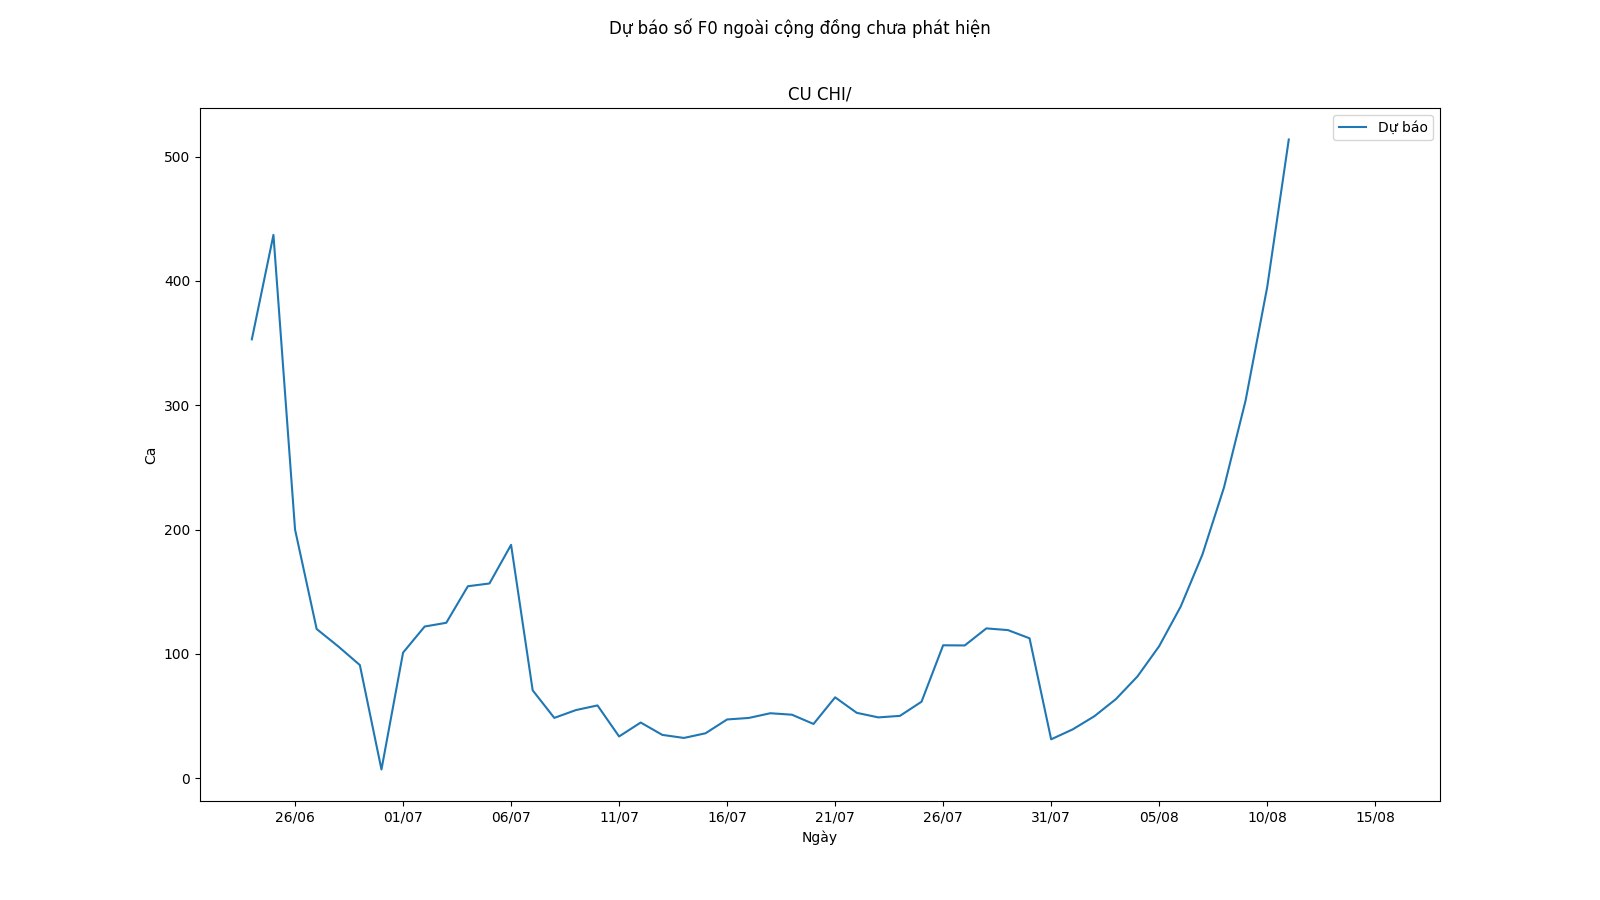 Dự báo số F0 ngoài cộng đồng chưa phát hiện
CU CHI/
Dự báo
500
400
300
200
100
0
Ca
26/06 01/07 06/07 11/07 16/07 21/07 26/07 31/07 05/08 10/08 15/08
Ngày